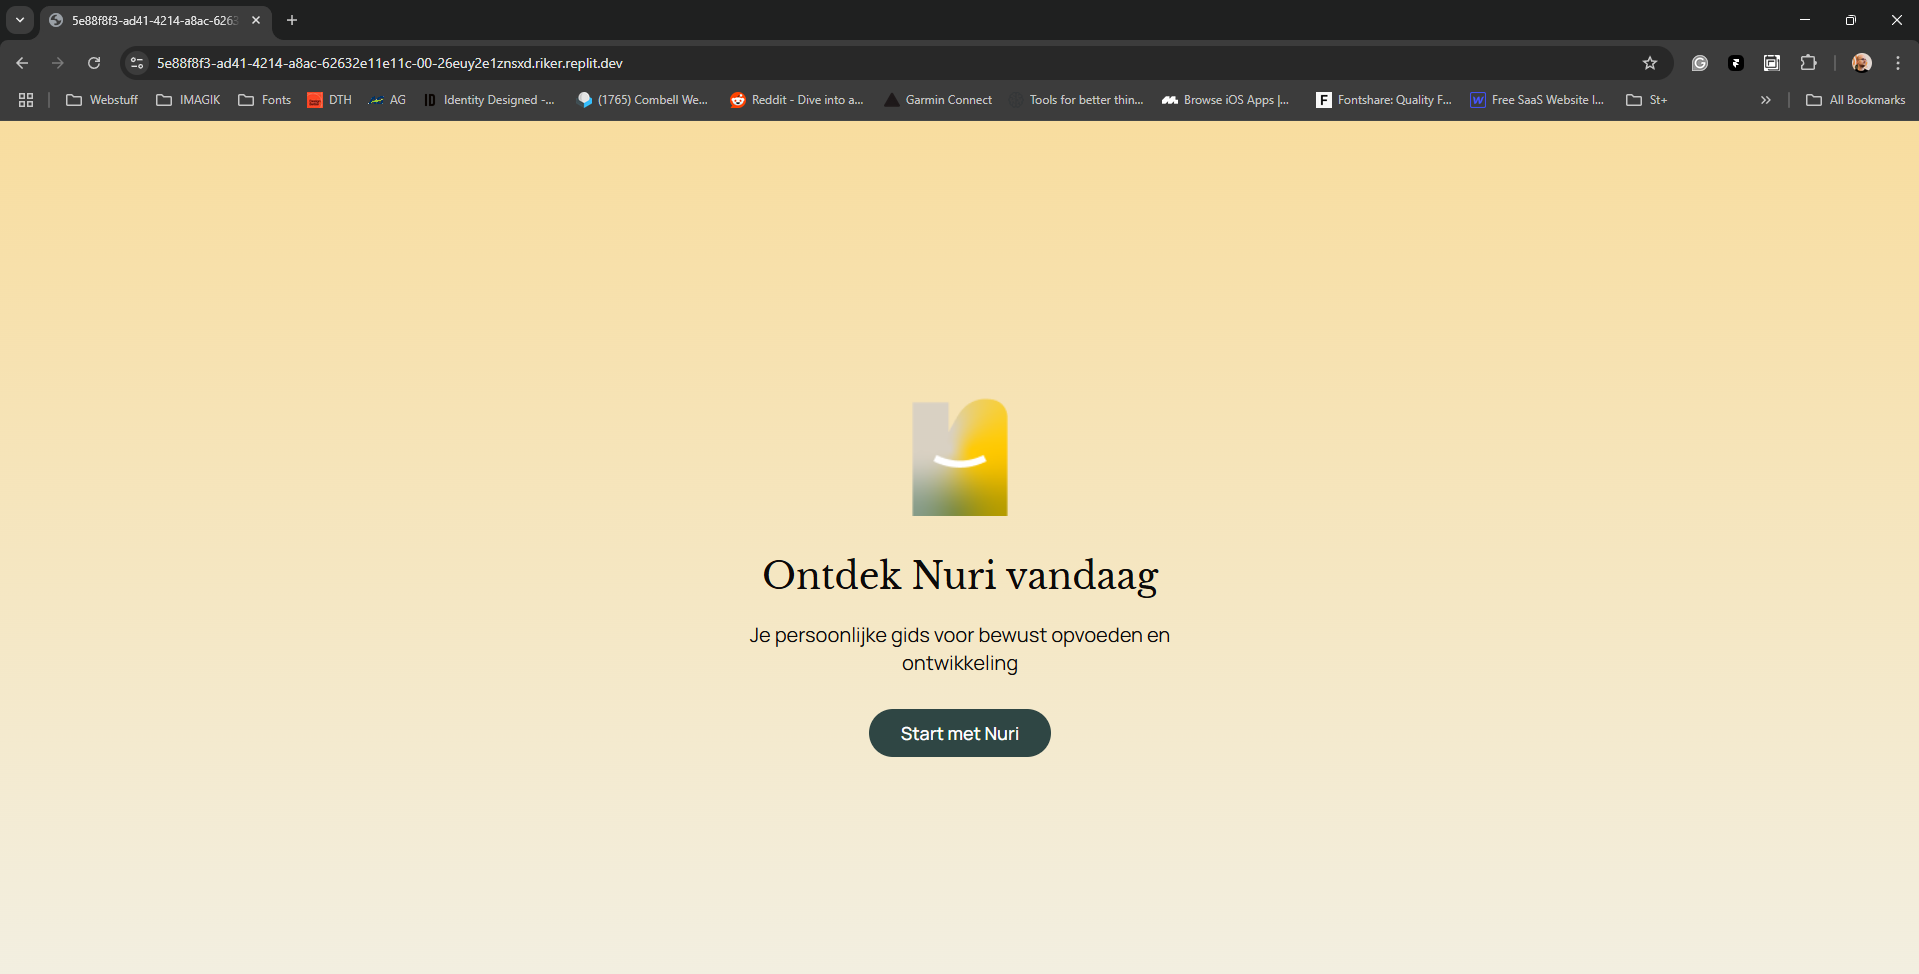 5e88f8f3-ad41-4214-a8ac-6263
5e88f8f3-ad41-4214-a8ac-62632e11e11c-00-26euy2e1znsxd.riker.replit.dev
Webstuff IMAGIK Fonts DTH AG ID Identity Designed -... (1765) Combell We... Reddit - Dive into a... Garmin Connect Tools for better thin... Browse iOS Apps |... F Fontshare: Quality F... W Free SaaS Website I... St+ All Bookmarks
Ontdek Nuri vandaag
Je persoonlijke gids voor bewust opvoeden en
ontwikkeling
Start met Nuri